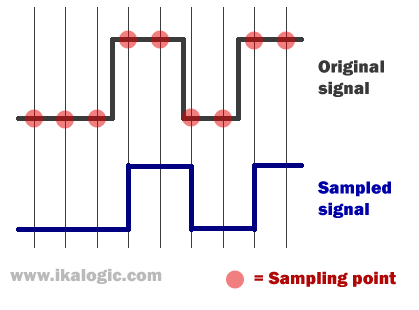 Original
signal
Sampled
signal
www.ikalogic.com
= Sampling point